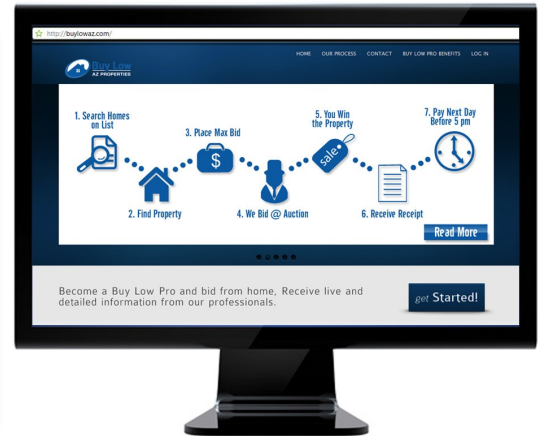 http://buylowaz.com/
HOME OUR PROCESS CONTACT BUY LOW PRO BENEFITS LOG IN
Buy Low
AZ PROPERTIES
1. Search Homes
on List
2. Find Property
3. Place Max Bid
$
4. We Bid @ Auction
5. You Win
the Property
sale
6. Receive Receipt
7. Pay Next Day
Before 5 pm
Read More
Become a Buy Low Pro and bid from home, Receive live and
detailed information from our professionals.
get Started!